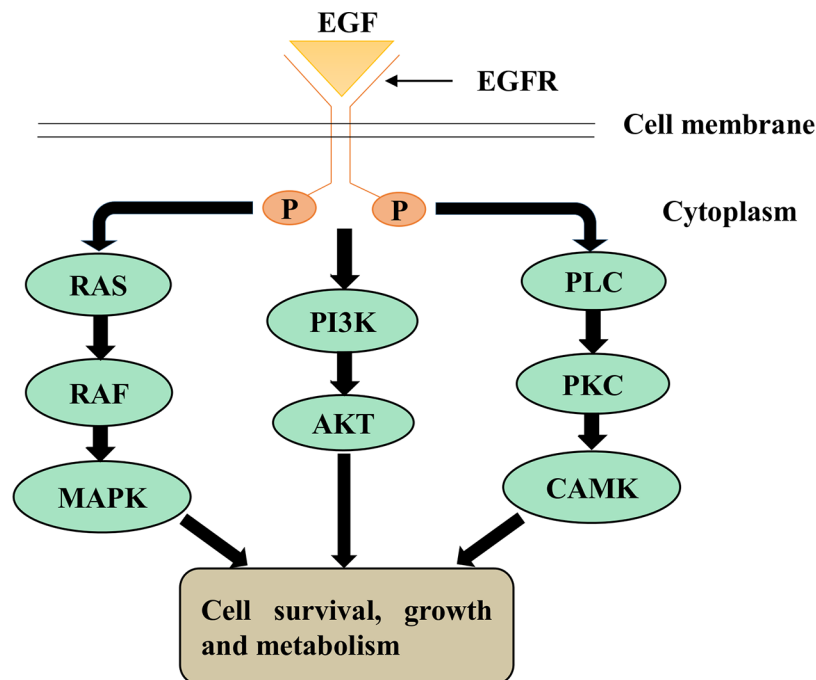 EGF
EGFR
Cell membrane
P
P
Cytoplasm
RAS
PI3K
PLC
RAF
AKT
PKC
MAPK
CAMK
Cell survival, growth
and metabolism